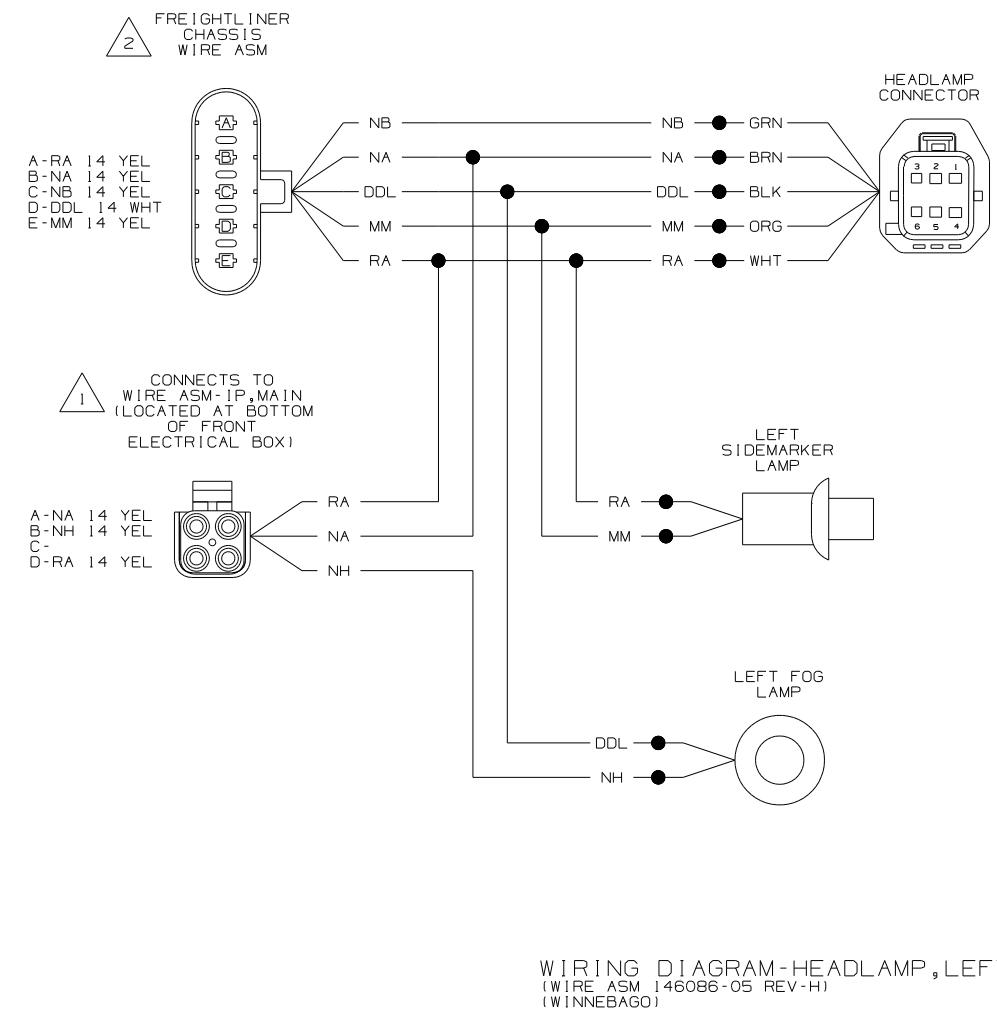 FREIGHTLINER
CHASSIS
WIRE ASM
2
HEADLAMP
CONNECTOR
A
B
C
D
E
A-RA 14 YEL
B-NA 14 YEL
C-NB 14 YEL
D-DDL 14 WHT
E-MM 14 YEL
NB NB GRN
NA NA BRN
DDL DDL BLK
MM MM ORG
RA RA WHT
3 2 1
6 5 4
1
CONNECTS TO
WIRE ASM-IP,MAIN
(LOCATED AT BOTTOM
OF FRONT
ELECTRICAL BOX)
LEFT
SIDEMARKER
LAMP
A-NA 14 YEL
B-NH 14 YEL
C-
D-RA 14 YEL
RA
NA
NH
RA
MM
LEFT FOG
LAMP
DDL
NH
WIRING DIAGRAM-HEADLAMP,LEF
(WIRE ASM 146086-05 REV-H)
(WINNEBAGO)